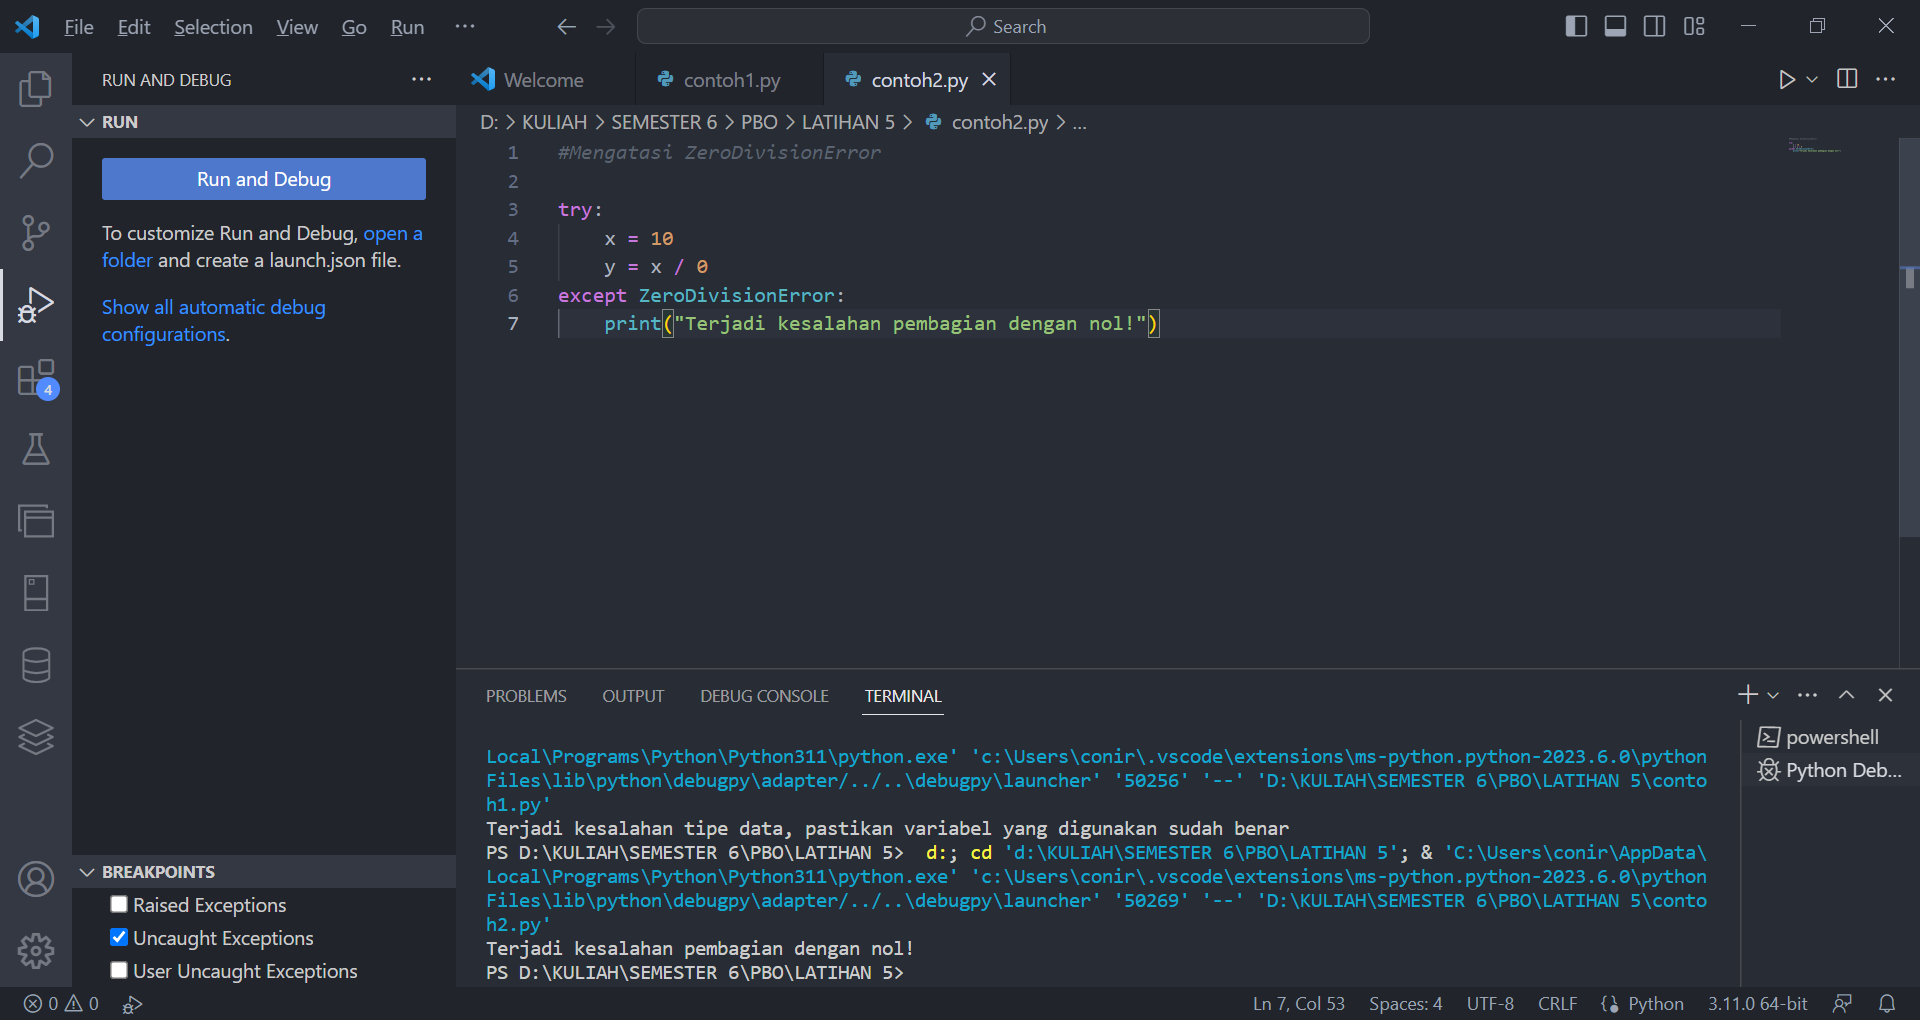 File Edit Selection View Go Run ··· Search
RUN AND DEBUG ···
RUN
Run and Debug
To customize Run and Debug, open a
folder and create a launch.json file.
Show all automatic debug
configurations.
4
Welcome contoh1.py contoh2.py
D: > KULIAH > SEMESTER 6 > PBO > LATIHAN 5 > contoh2.py > ...
1 #Mengatasi ZeroDivisionError
2
3 try:
4 x = 10
5 y = x / 0
6 except ZeroDivisionError:
7 print("Terjadi kesalahan pembagian dengan nol!")
PROBLEMS OUTPUT DEBUG CONSOLE TERMINAL
Local\Programs\Python\Python311\python.exe' 'c:\Users\conir\.vscode\extensions\ms-python.python-2023.6.0\python
Files\lib\python\debugpy\adapter/../..\debugpy\launcher' '50256' '--' 'D:\KULIAH\SEMESTER 6\PBO\LATIHAN 5\conto
h1.py'
Terjadi kesalahan tipe data, pastikan variabel yang digunakan sudah benar
PS D:\KULIAH\SEMESTER 6\PBO\LATIHAN 5> d:; cd 'd:\KULIAH\SEMESTER 6\PBO\LATIHAN 5'; & 'C:\Users\conir\AppData\
Local\Programs\Python\Python311\python.exe' 'c:\Users\conir\.vscode\extensions\ms-python.python-2023.6.0\python
Files\lib\python\debugpy\adapter/../..\debugpy\launcher' '50269' '--' 'D:\KULIAH\SEMESTER 6\PBO\LATIHAN 5\conto
h2.py'
Terjadi kesalahan pembagian dengan nol!
PS D:\KULIAH\SEMESTER 6\PBO\LATIHAN 5>
powershell
Python Deb...
BREAKPOINTS
Raised Exceptions
Uncaught Exceptions
User Uncaught Exceptions
0 0 Ln 7, Col 53 Spaces: 4 UTF-8 CRLF Python 3.11.0 64-bit